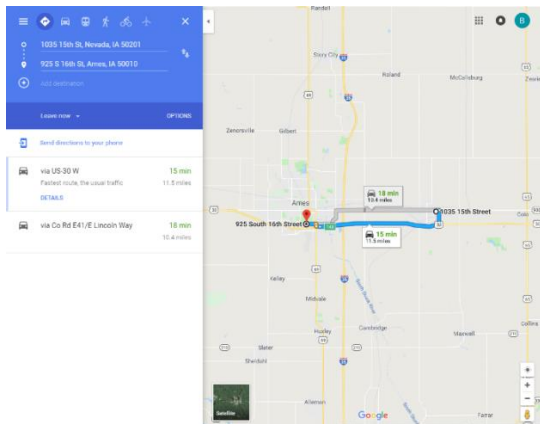 1035 15th St, Nevada, IA 50201
925 S 16th St, Ames, IA 50010
Add destination
Leave now
OPTIONS
Send directions to your phone
via US-30 W
15 min
Fastest route, the usual traffic
11.5 miles
DETAILS
via Co Rd E41/E Lincoln Way
18 min
10.4 miles
B
Randall
Story City
Roland
McCallsburg
Zearing
Zenorsville
Gilbert
18 min
10.4 miles
Ames
1035 15th Street
925 South 16th Street
15 min
11.5 miles
Kelley
Midvale
Huxley
Cambridge
Maxwell
Collins
Slater
Sheldahl
Alleman
Farrar
Satellite
Google